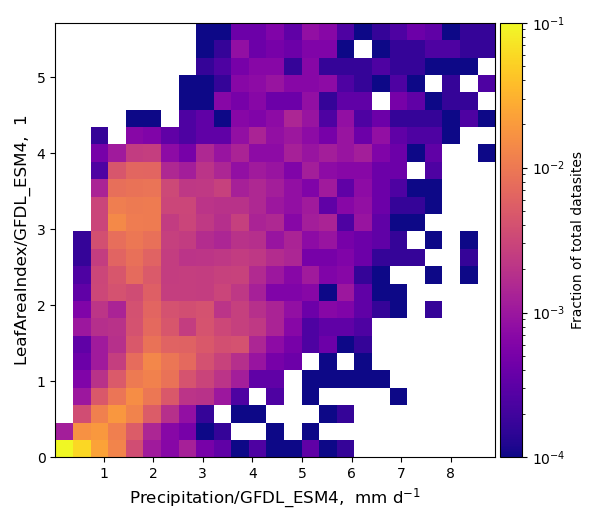 5
4
3
2
1
0
LeafAreaIndex/GFDL_ESM4,  1
1 2 3 4 5 6 7 8
Precipitation/GFDL_ESM4,  mm d⁻¹
10⁻¹
10⁻²
10⁻³
10⁻⁴
Fraction of total datasites